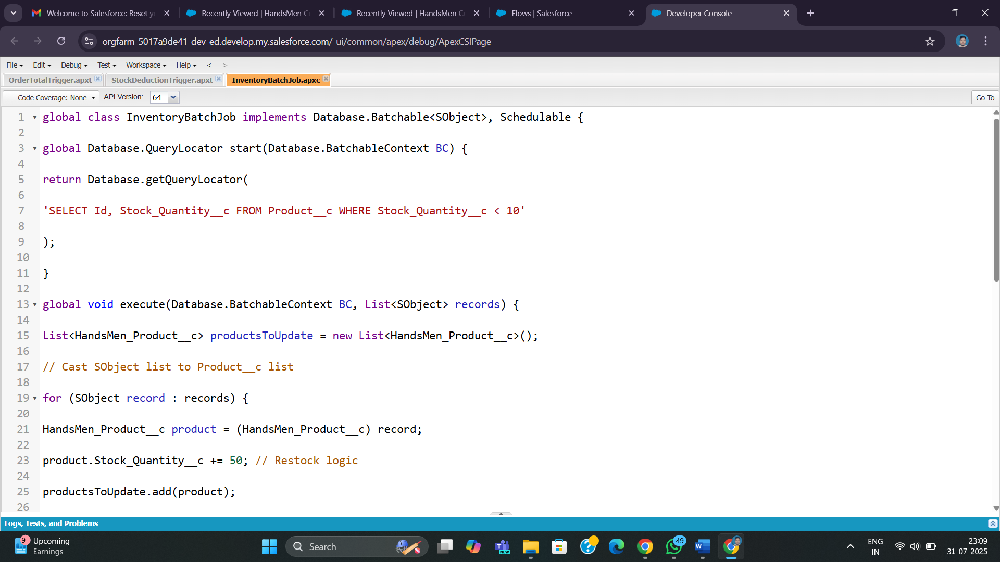 Welcome to Salesforce: Reset yo
Recently Viewed | HandsMen Cu
Recently Viewed | HandsMen Cu
Flows | Salesforce
Developer Console
orgfarm-5017a9de41-dev-ed.develop.my.salesforce.com/_ui/common/apex/debug/ApexCSIPage
File Edit Debug Test Workspace Help < >
OrderTotalTrigger.apxt StockDeductionTrigger.apxt InventoryBatchJob.apxc
Code Coverage: None API Version: 64 Go To
1 global class InventoryBatchJob implements Database.Batchable<SObject>, Schedulable {
2
3 global Database.QueryLocator start(Database.BatchableContext BC) {
4
5 return Database.getQueryLocator(
6
7 'SELECT Id, Stock_Quantity__c FROM Product__c WHERE Stock_Quantity__c < 10'
8
9 );
10
11 }
12
13 global void execute(Database.BatchableContext BC, List<SObject> records) {
14
15 List<HandsMen_Product__c> productsToUpdate = new List<HandsMen_Product__c>();
16
17 // Cast SObject list to Product__c list
18
19 for (SObject record : records) {
20
21 HandsMen_Product__c product = (HandsMen_Product__c) record;
22
23 product.Stock_Quantity__c += 50; // Restock logic
24
25 productsToUpdate.add(product);
26
Logs, Tests, and Problems
9+ Upcoming
Earnings
Search
NEW
49
W
ENG
IN
23:09
31-07-2025